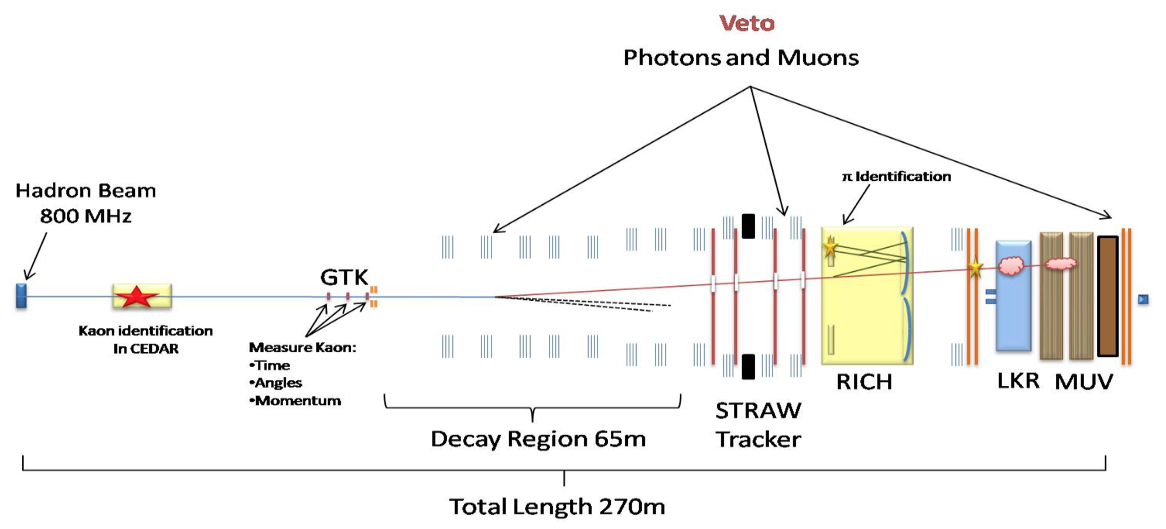 Veto
Photons and Muons
Hadron Beam
800 MHz
π Identification
GTK
Kaon identification
In CEDAR
Measure Kaon:
•Time
•Angles
•Momentum
RICH
LKR
MUV
STRAW
Tracker
Decay Region 65m
Total Length 270m